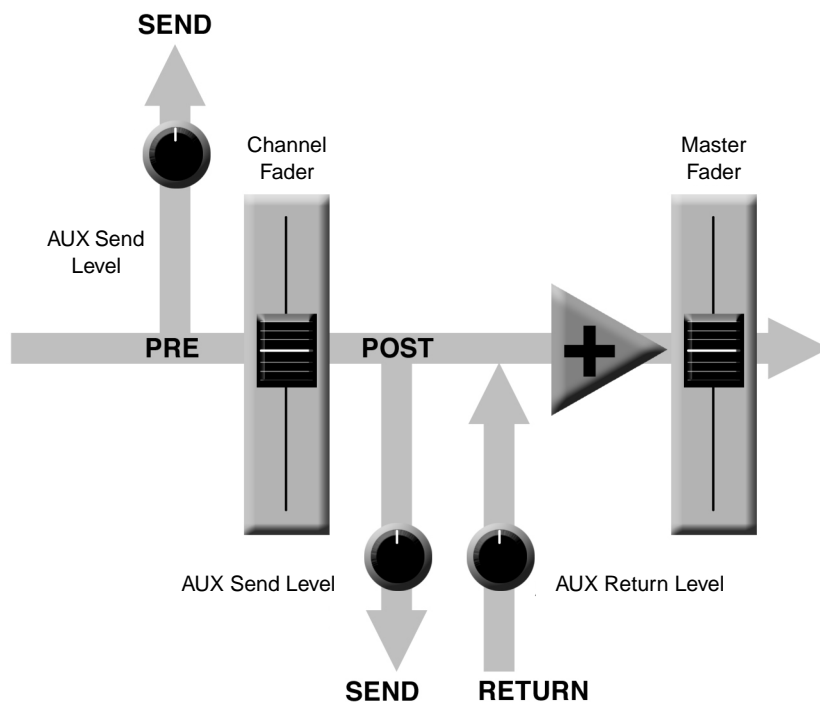 SEND
Channel
Fader
Master
Fader
AUX Send
Level
PRE
POST
AUX Send Level
AUX Return Level
SEND
RETURN